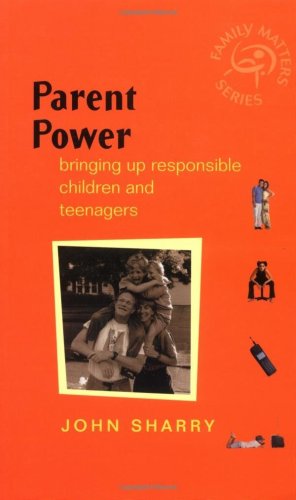 FAMILY MATTERS
SERIES
Parent
Power
bringing up responsible
children and
teenagers
JOHN SHARRY